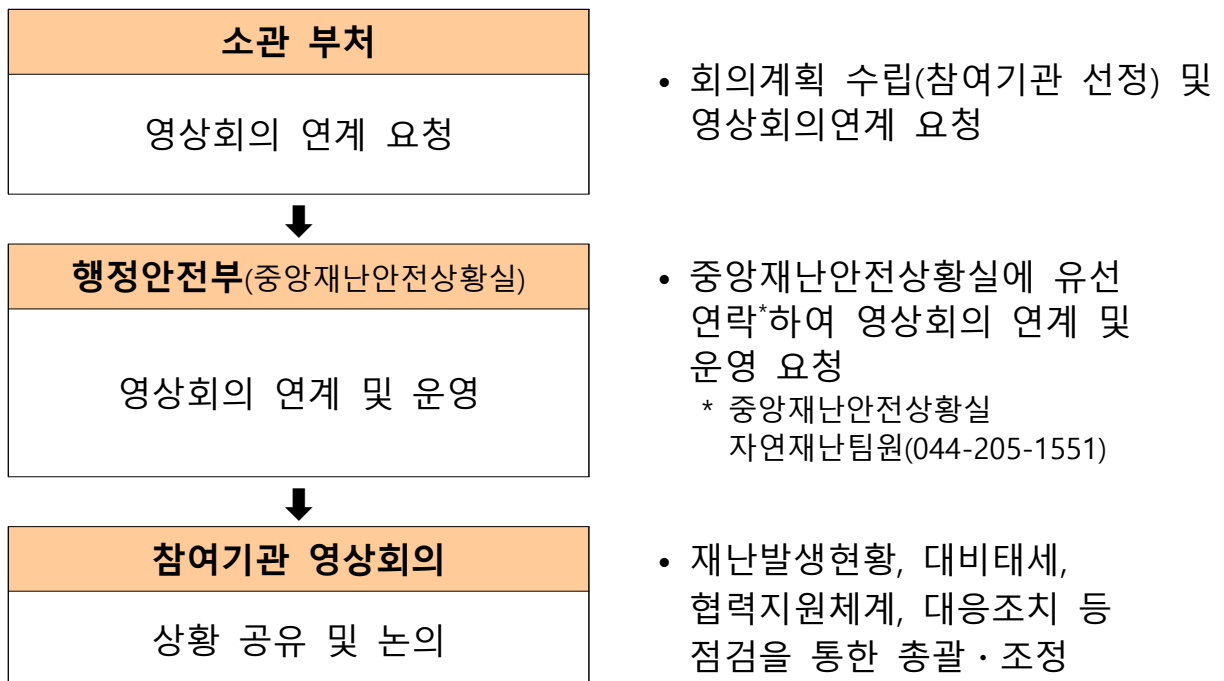 소관 부처
영상회의 연계 요청
• 회의계획 수립(참여기관 선정) 및
영상회의연계 요청
행정안전부(중앙재난안전상황실)
영상회의 연계 및 운영
• 중앙재난안전상황실에 유선
연락*하여 영상회의 연계 및
운영 요청
* 중앙재난안전상황실
자연재난팀원(044-205-1551)
참여기관 영상회의
상황 공유 및 논의
• 재난발생현황, 대비태세,
협력지원체계, 대응조치 등
점검을 통한 총괄・조정